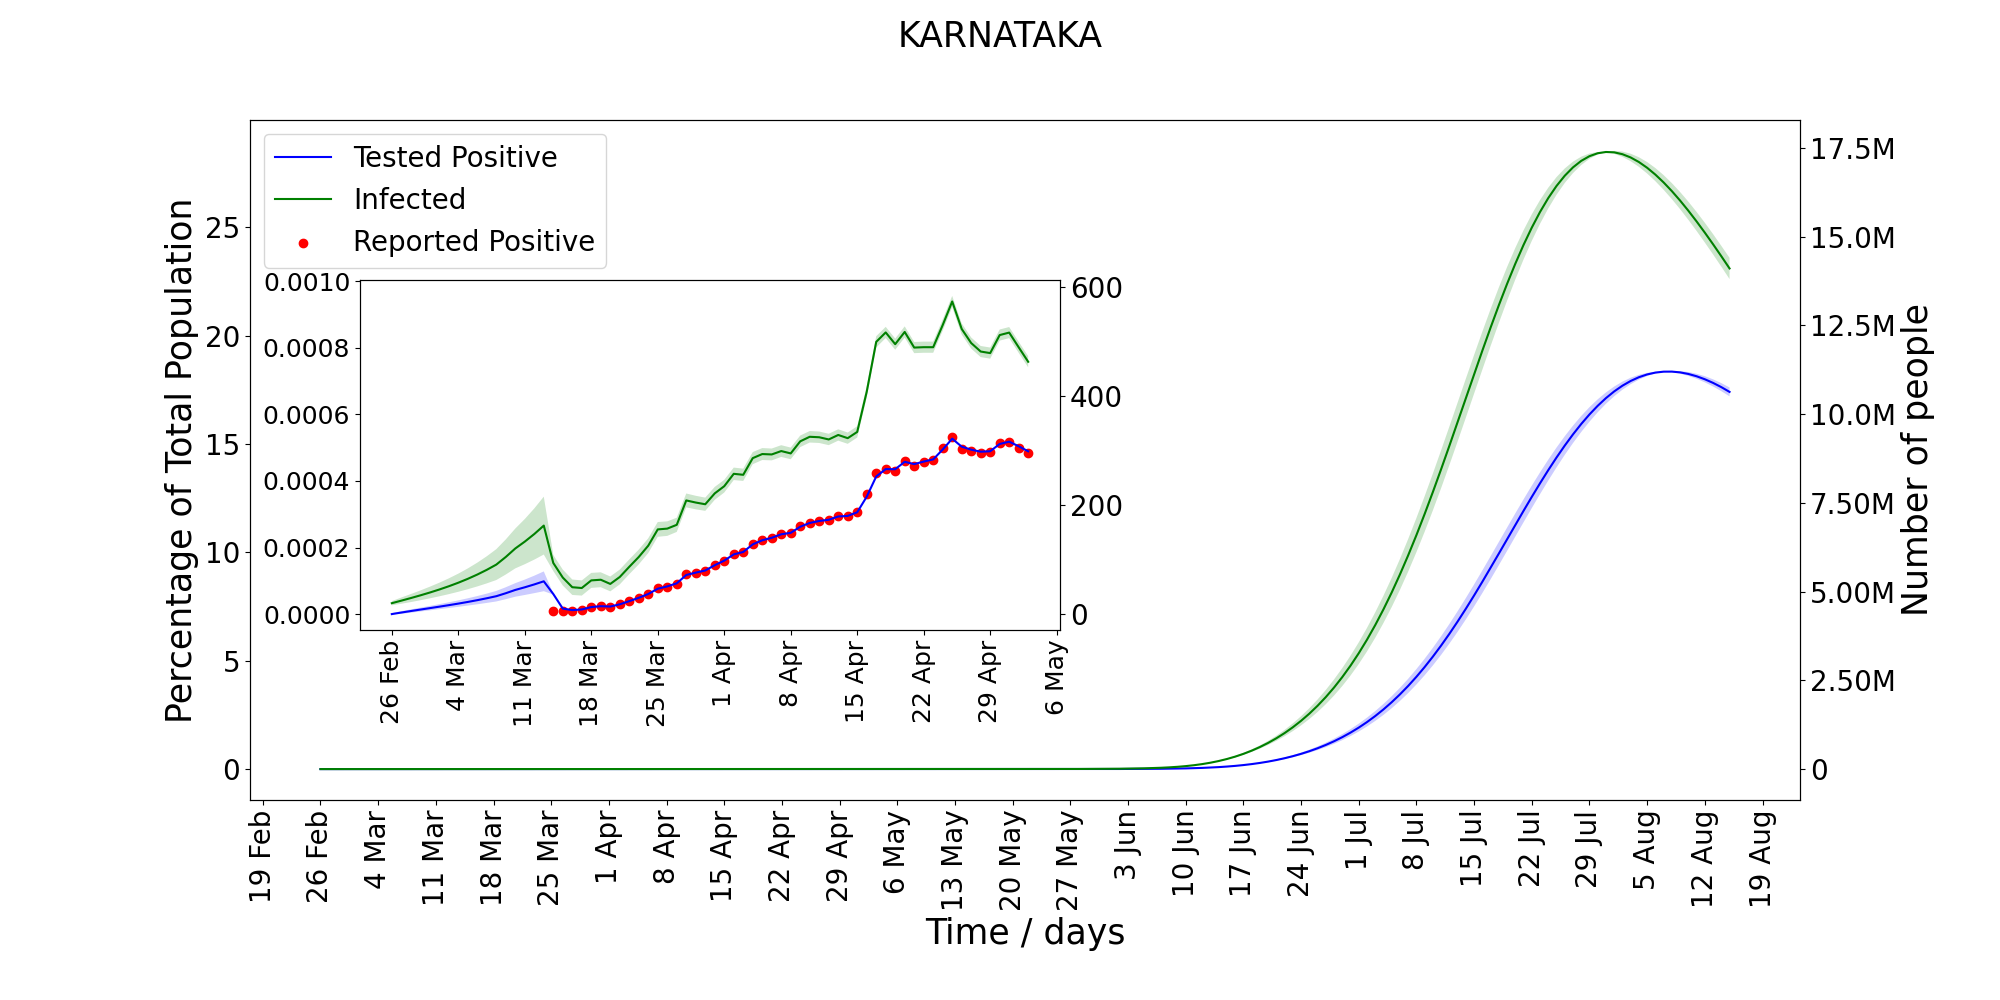 KARNATAKA
Tested Positive
Infected
Reported Positive
Percentage of Total Population
25
20
15
10
5
0
17.5M
15.0M
12.5M
10.0M
7.50M
5.00M
2.50M
0
Number of people
0.0010
0.0008
0.0006
0.0004
0.0002
0.0000
600
400
200
0
26 Feb
4 Mar
11 Mar
18 Mar
25 Mar
1 Apr
8 Apr
15 Apr
22 Apr
29 Apr
6 May
19 Feb
26 Feb
4 Mar
11 Mar
18 Mar
25 Mar
1 Apr
8 Apr
15 Apr
22 Apr
29 Apr
6 May
13 May
20 May
27 May
3 Jun
10 Jun
17 Jun
24 Jun
1 Jul
8 Jul
15 Jul
22 Jul
29 Jul
5 Aug
12 Aug
19 Aug
Time / days